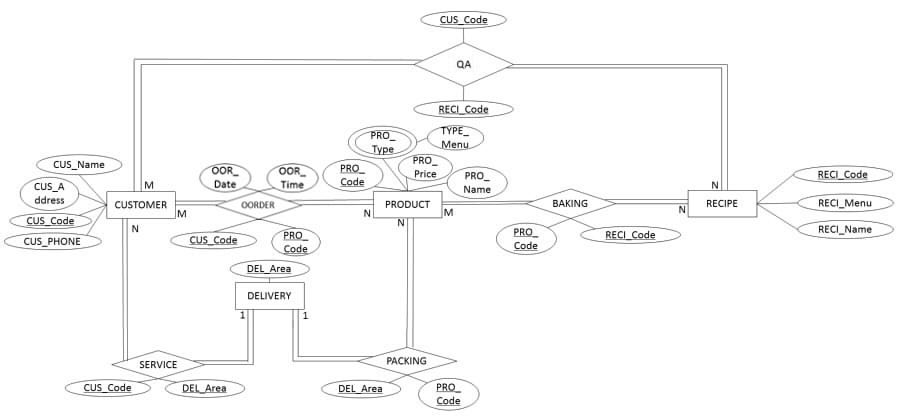 CUS_Code
QA
RECI_Code
PRO_
Type
TYPE_
Menu
CUS_Name
OOR_
Date
OOR_
Time
PRO_
Code
PRO_
Price
PRO_
Name
RECI_Code
CUS_A
ddress
M
N
CUSTOMER
M
OORDER
N
PRODUCT
M
BAKING
N
RECIPE
RECI_Menu
CUS_Code
N
N
RECI_Name
CUS_PHONE
CUS_Code
PRO_
Code
PRO_
Code
RECI_Code
DEL_Area
DELIVERY
1
1
SERVICE
PACKING
CUS_Code
DEL_Area
DEL_Area
PRO_
Code